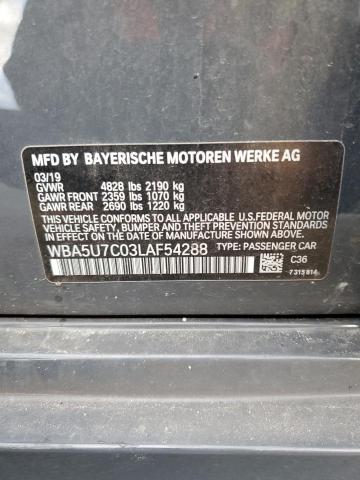 MFD BY BAYERISCHE MOTOREN WERKE AG
03/19
GVWR 4828 lbs 2190 kg
GAWR FRONT 2359 lbs 1070 kg
GAWR REAR 2690 lbs 1220 kg
THIS VEHICLE CONFORMS TO ALL APPLICABLE U.S.FEDERAL MOTOR
VEHICLE SAFETY, BUMPER AND THEFT PREVENTION STANDARDS
IN EFFECT ON THE DATE OF MANUFACTURE SHOWN ABOVE.
WBA5U7C03LAF54288 TYPE: PASSENGER CAR
C36
7315814